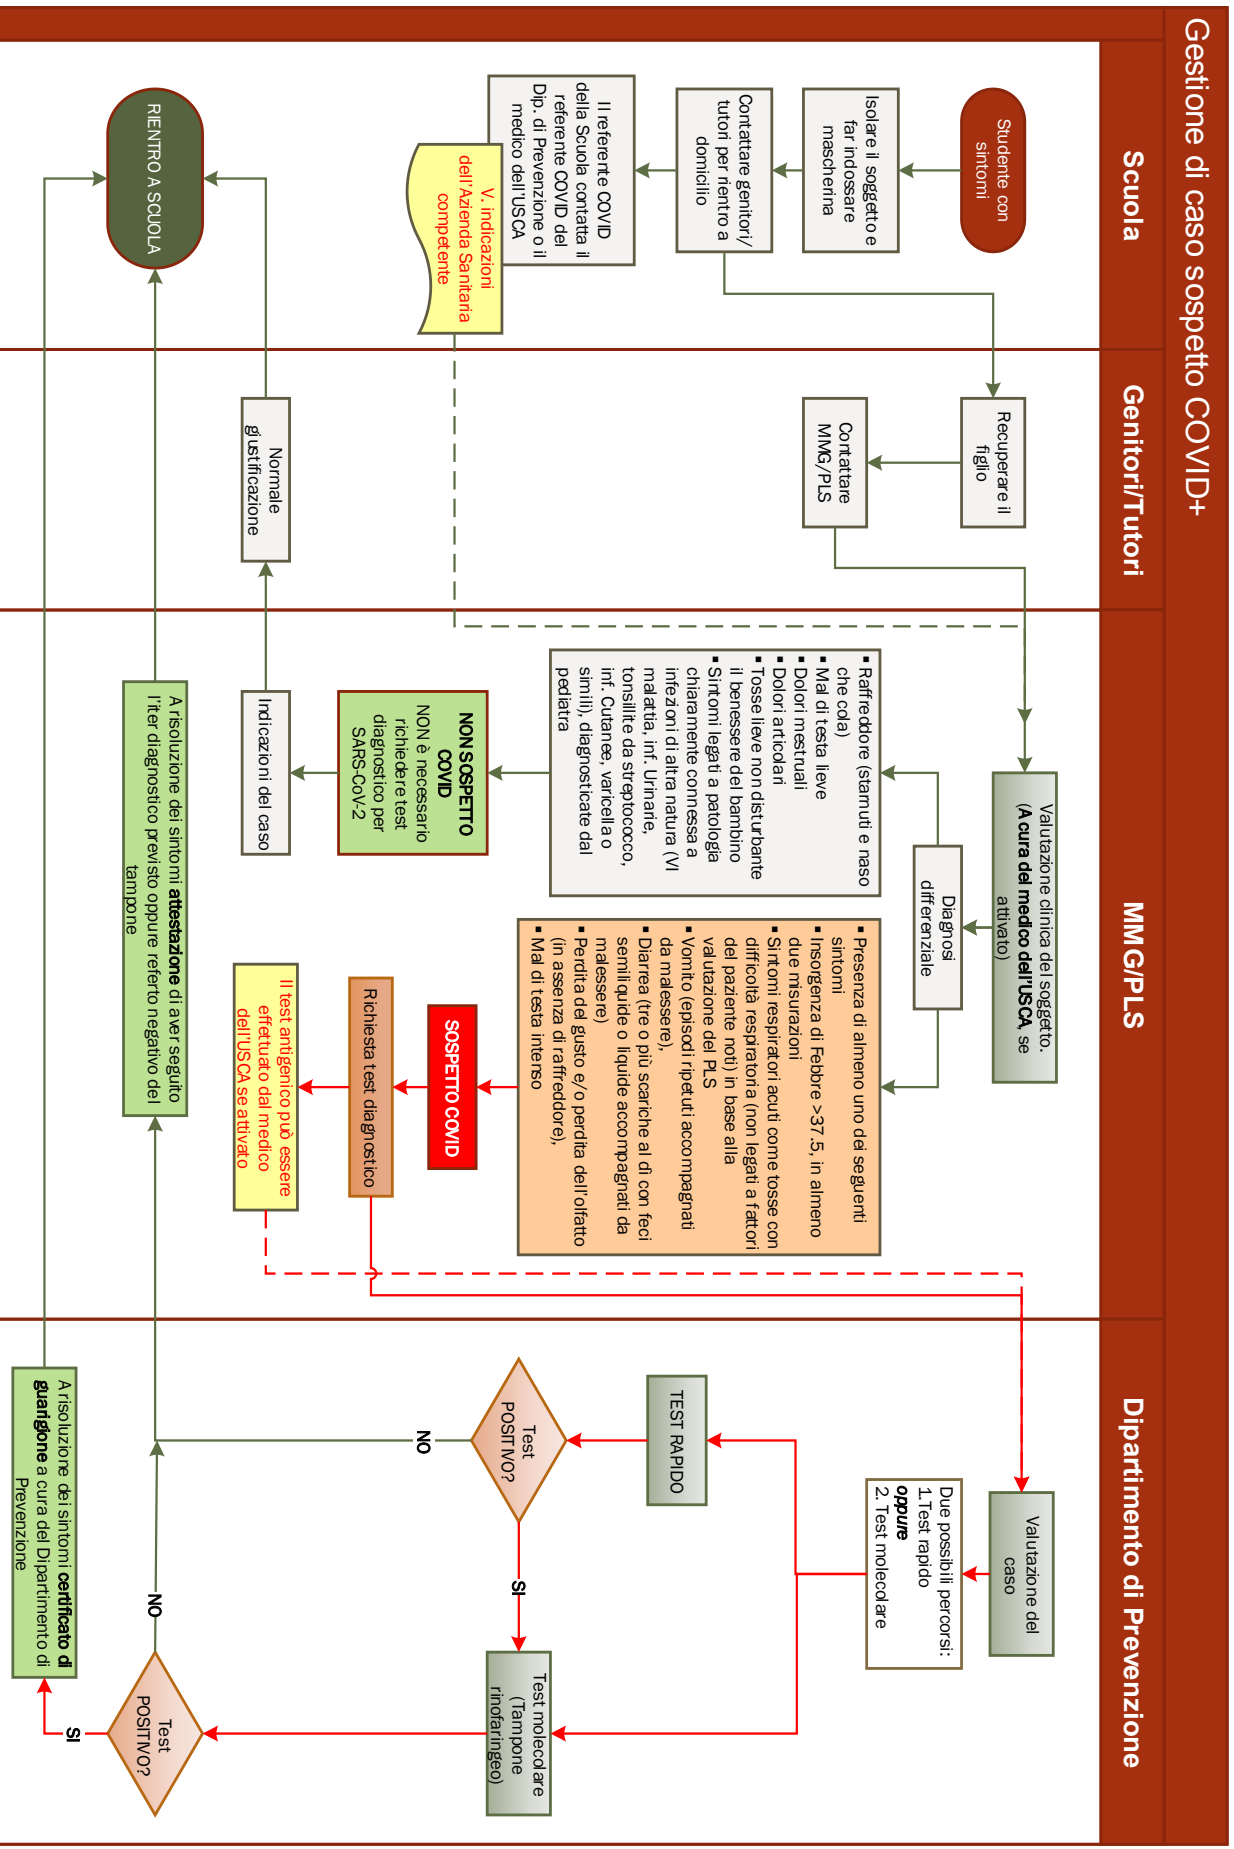 Gestione di caso sospetto COVID+
Scuola
Genitori/Tutori
MMG/PLS
Dipartimento di Prevenzione
Studente con
sintomi
Isolare il soggetto e
far indossare
mascherina
Contattare genitori/
tutori per rientro a
domicilio
Il referente COVID
della Scuola contatta il
referente COVID del
Dip. di Prevenzione o il
medico dell'USCA
V. indicazioni
dell'Azienda Sanitaria
competente
RIENTRO A SCUOLA
Recuperare il
figlio
Contattare
MMG/PLS
Normale
giustificazione
Valutazione clinica del soggetto.
(A cura del medico dell'USCA, se
attivato)
Diagnosi
differenziale
▪ Raffreddore (starnuti e naso
che cola)
▪ Mal di testa lieve
▪ Dolori mestruali
▪ Dolori articolari
▪ Tosse lieve non disturbante
il benessere del bambino
▪ Sintomi legati a patologia
chiaramente connessa a
infezioni di altra natura (VI
malattia, inf. Urinarie,
tonsillite da streptococco,
inf. Cutanee, varicella o
simili), diagnosticate dal
pediatra
NON SOSPETTO
COVID
NON è necessario
richiedere test
diagnostico per
SARS-CoV-2
Indicazioni del caso
▪ Presenza di almeno uno dei seguenti
sintomi
▪ Insorgenza di Febbre >37.5, in almeno
due misurazioni
▪ Sintomi respiratori acuti come tosse con
difficoltà respiratoria (non legati a fattori
del paziente noti) in base alla
valutazione del PLS
▪ Vomito (episodi ripetuti accompagnati
da malessere),
▪ Diarrea (tre o più scariche al dì con feci
semiliquide o liquide accompagnati da
malessere)
▪ Perdita del gusto e/o perdita dell'olfatto
(in assenza di raffreddore),
▪ Mal di testa intenso
SOSPETTO COVID
Richiesta test diagnostico
Il test antigenico può essere
effettuato dal medico
dell'USCA se attivato
A risoluzione dei sintomi attestazione di aver seguito
l'iter diagnostico previsto oppure referto negativo del
tampone
Valutazione del
caso
Due possibili percorsi:
1.Test rapido
oppure
2. Test molecolare
TEST RAPIDO
Test
POSITIVO?
NO
SI
Test molecolare
(Tampone
rinofaringeo)
Test
POSITIVO?
NO
SI
A risoluzione dei sintomi certificato di
guarigione a cura del Dipartimento di
Prevenzione